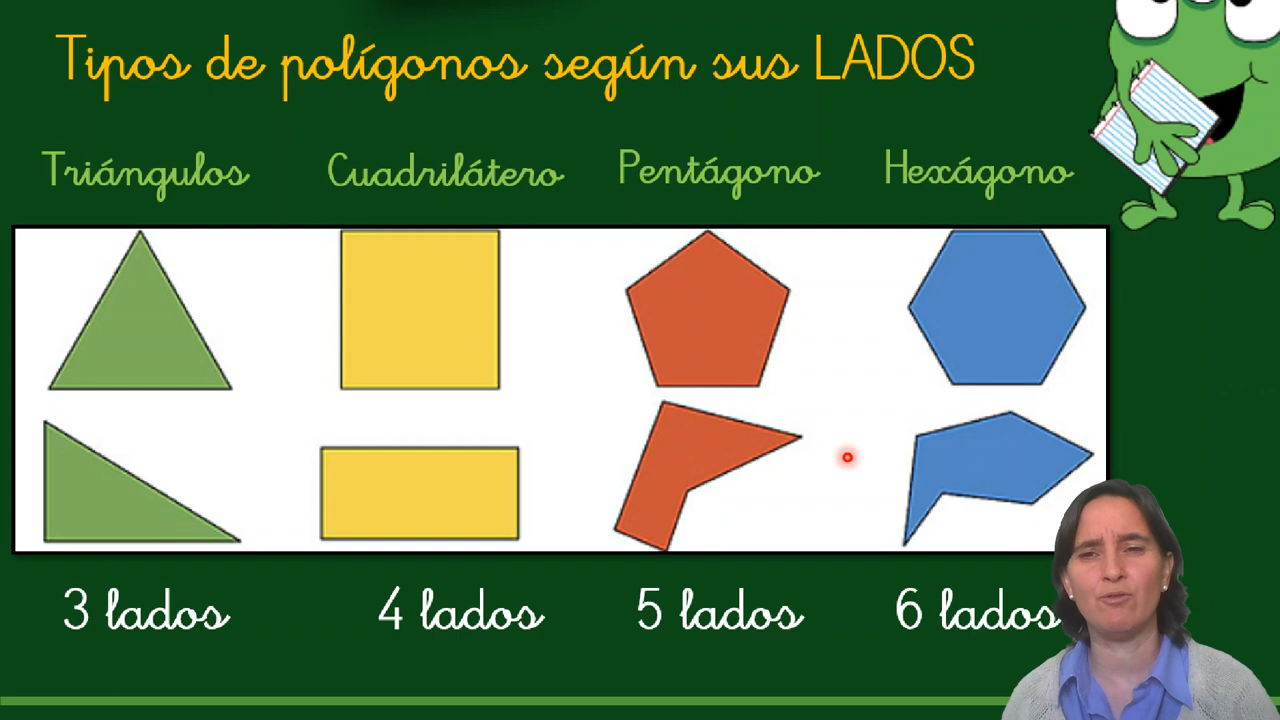 Tipos de polígonos según sus LADOS
Triángulos Cuadrilátero Pentágono Hexágono
3 lados 4 lados 5 lados 6 lados